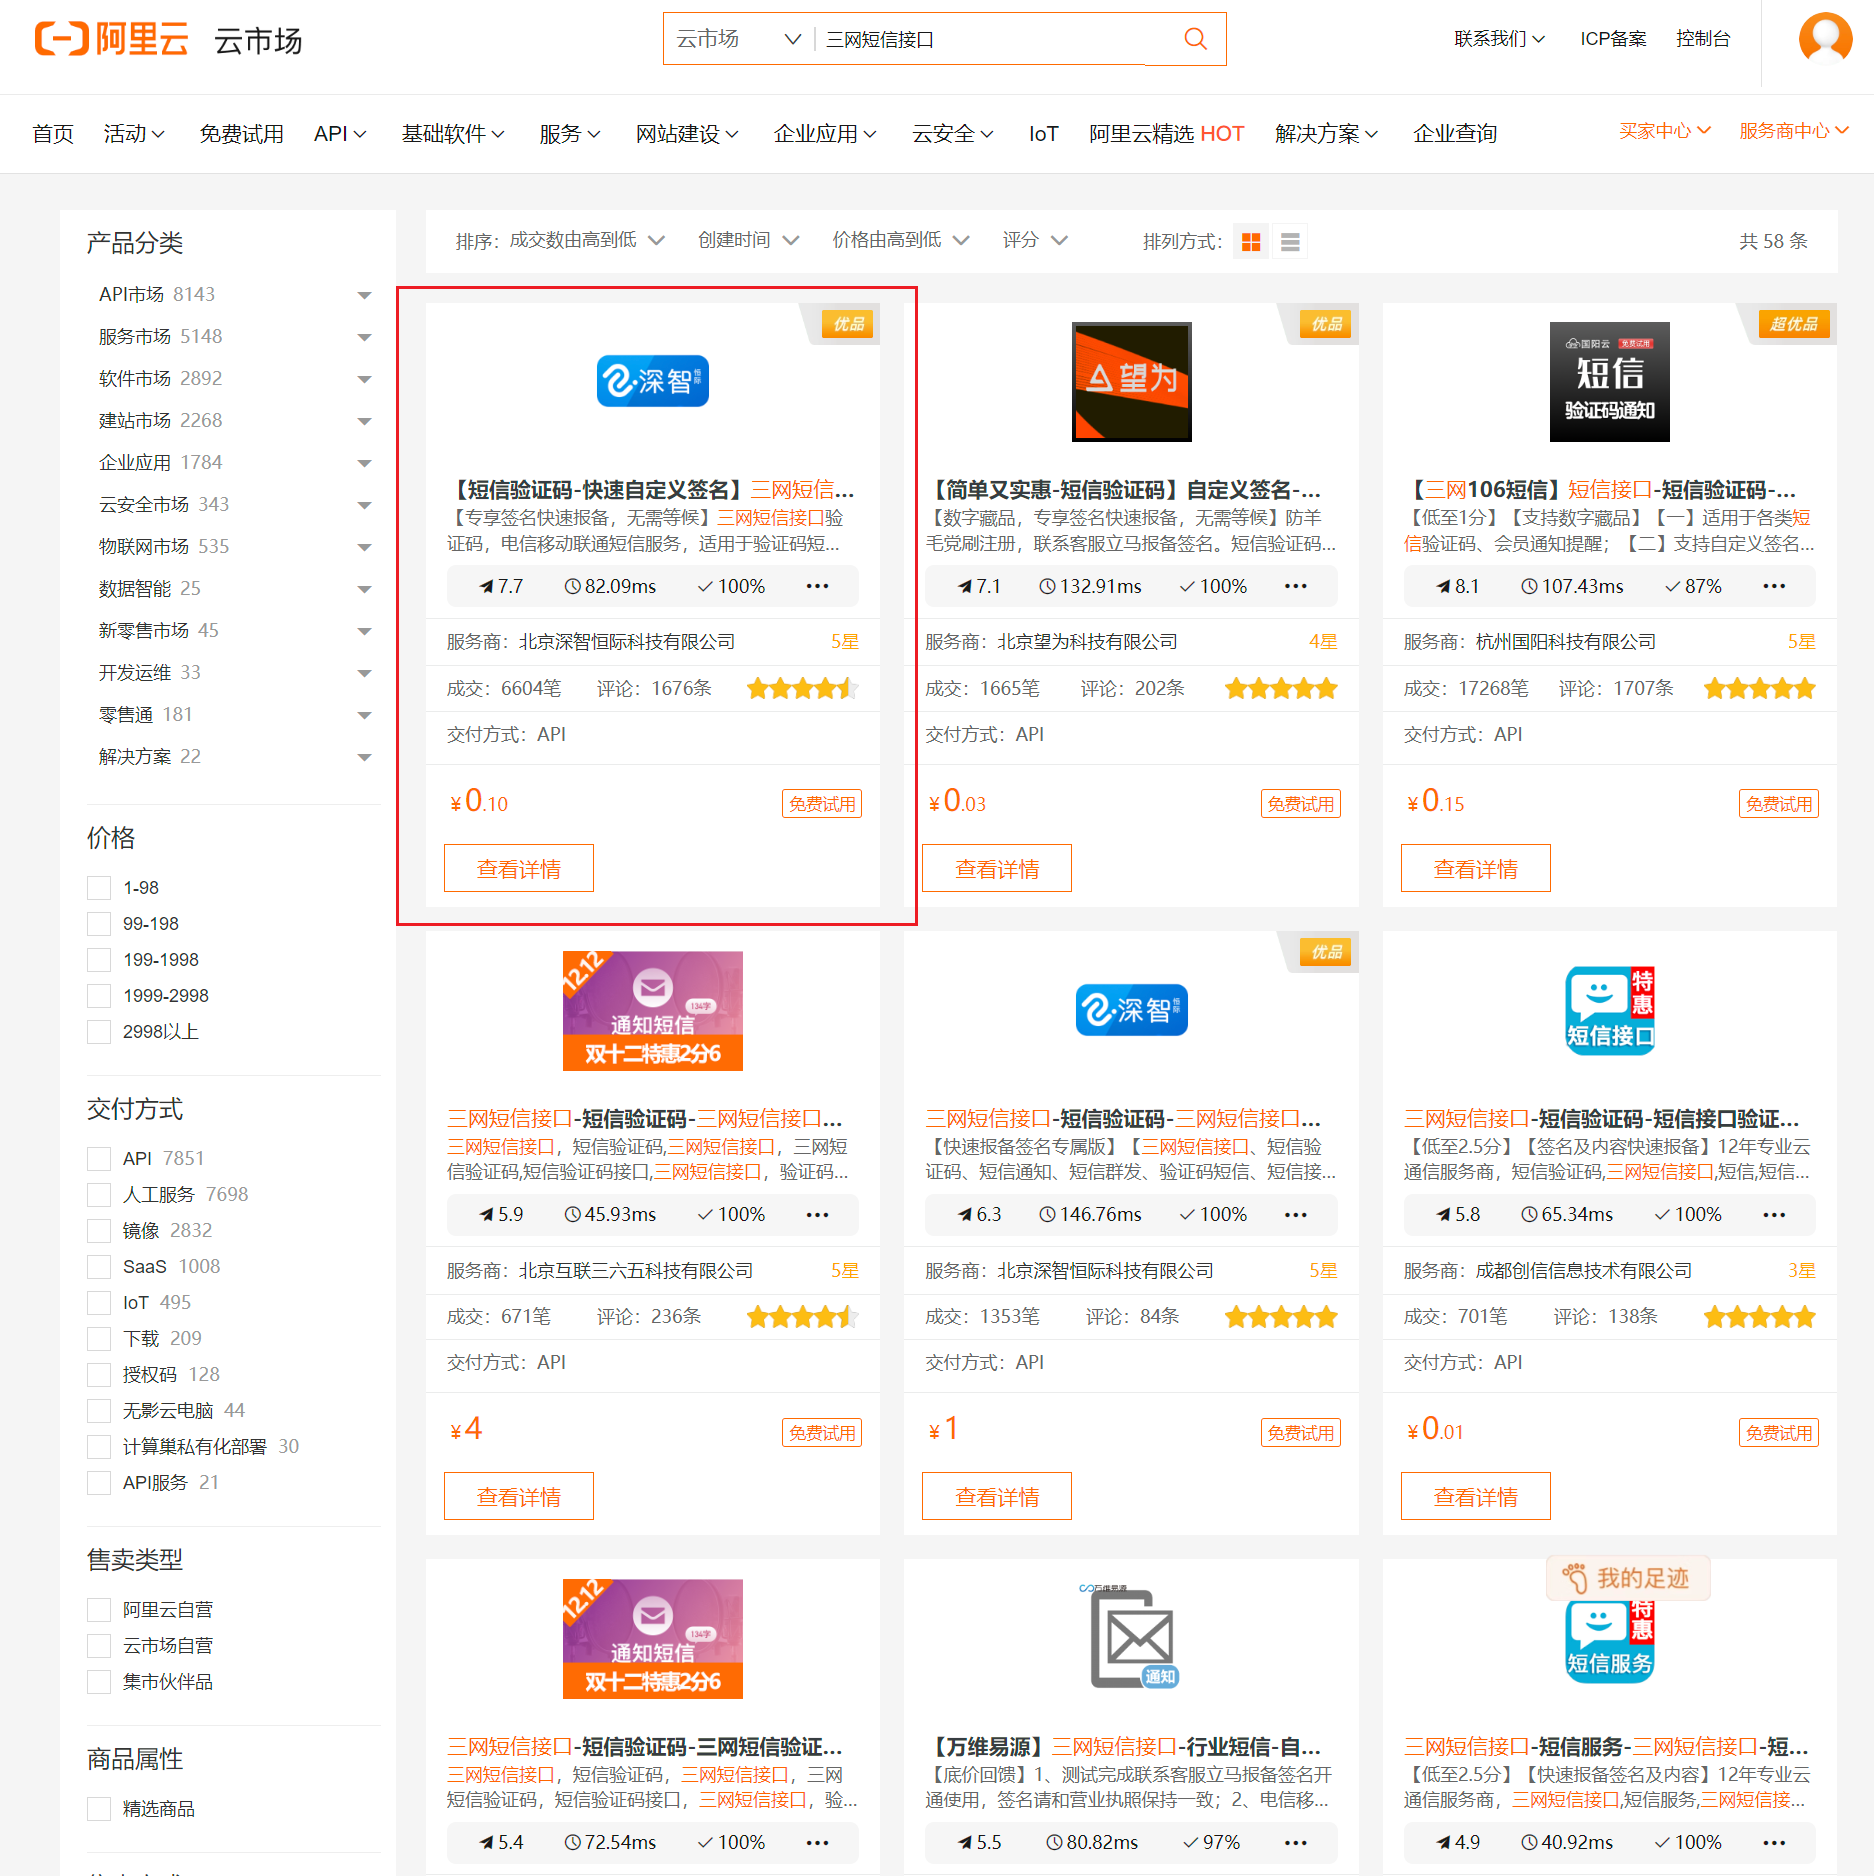 阿里云 云市场
云市场 三网短信接口
联系我们 ICP备案 控制台
首页 活动 免费试用 API 基础软件 服务 网站建设 企业应用 云安全 IoT 阿里云精选 HOT 解决方案 企业查询 买家中心 服务商中心
产品分类
API市场 8143
服务市场 5148
软件市场 2892
建站市场 2268
企业应用 1784
云安全市场 343
物联网市场 535
数据智能 25
新零售市场 45
开发运维 33
零售通 181
解决方案 22
价格
1-98
99-198
199-1998
1999-2998
2998以上
交付方式
API 7851
人工服务 7698
镜像 2832
SaaS 1008
IoT 495
下载 209
授权码 128
无影云电脑 44
计算巢私有化部署 30
API服务 21
售卖类型
阿里云自营
云市场自营
集市伙伴品
商品属性
精选商品
排序: 成交数由高到低 创建时间 价格由高到低 评分 排列方式: 共 58 条
优品
深智恒际
【短信验证码-快速自定义签名】三网短信...
【专享签名快速报备，无需等候】三网短信接口验
证码，电信移动联通短信服务，适用于验证码短...
7.7 82.09ms 100% •••
服务商: 北京深智恒际科技有限公司 5星
成交: 6604笔 评论: 1676条
交付方式: API
¥0.10 免费试用
查看详情
优品
望为
【简单又实惠-短信验证码】自定义签名-...
【数字藏品，专享签名快速报备，无需等候】防羊
毛党刷注册，联系客服立马报备签名。短信验证码...
7.1 132.91ms 100% •••
服务商: 北京望为科技有限公司 4星
成交: 1665笔 评论: 202条
交付方式: API
¥0.03 免费试用
查看详情
超优品
国阳云 免费试用
短信
验证码通知
【三网106短信】短信接口-短信验证码-...
【低至1分】【支持数字藏品】【一】适用于各类短
信验证码、会员通知提醒；【二】支持自定义签名...
8.1 107.43ms 87% •••
服务商: 杭州国阳科技有限公司 5星
成交: 17268笔 评论: 1707条
交付方式: API
¥0.15 免费试用
查看详情
12.12
134字
通知短信
双十二特惠2分6
三网短信接口-短信验证码-三网短信接口...
三网短信接口，短信验证码,三网短信接口，三网短
信验证码,短信验证码接口,三网短信接口，验证码...
5.9 45.93ms 100% •••
服务商: 北京互联三六五科技有限公司 5星
成交: 671笔 评论: 236条
交付方式: API
¥4 免费试用
查看详情
优品
深智恒际
三网短信接口-短信验证码-三网短信接口...
【快速报备签名专属版】【三网短信接口、短信验
证码、短信通知、短信群发、验证码短信、短信接...
6.3 146.76ms 100% •••
服务商: 北京深智恒际科技有限公司 5星
成交: 1353笔 评论: 84条
交付方式: API
¥1 免费试用
查看详情
特惠
短信接口
三网短信接口-短信验证码-短信接口验证...
【低至2.5分】【签名及内容快速报备】12年专业云
通信服务商，短信验证码,三网短信接口,短信,短信...
5.8 65.34ms 100% •••
服务商: 成都创信信息技术有限公司 3星
成交: 701笔 评论: 138条
交付方式: API
¥0.01 免费试用
查看详情
12.12
134字
通知短信
双十二特惠2分6
三网短信接口-短信验证码-三网短信验证...
三网短信接口，短信验证码，三网短信接口，三网
短信验证码，短信验证码接口，三网短信接口，验...
5.4 72.54ms 100% •••
万维易源
通知
【万维易源】三网短信接口-行业短信-自...
【底价回馈】1、测试完成联系客服立马报备签名开
通使用，签名请和营业执照保持一致；2、电信移...
5.5 80.82ms 97% •••
我的足迹
特惠
短信服务
三网短信接口-短信服务-三网短信接口-短...
【低至2.5分】【快速报备签名及内容】12年专业云
通信服务商，三网短信接口,短信服务,三网短信接...
4.9 40.92ms 100% •••